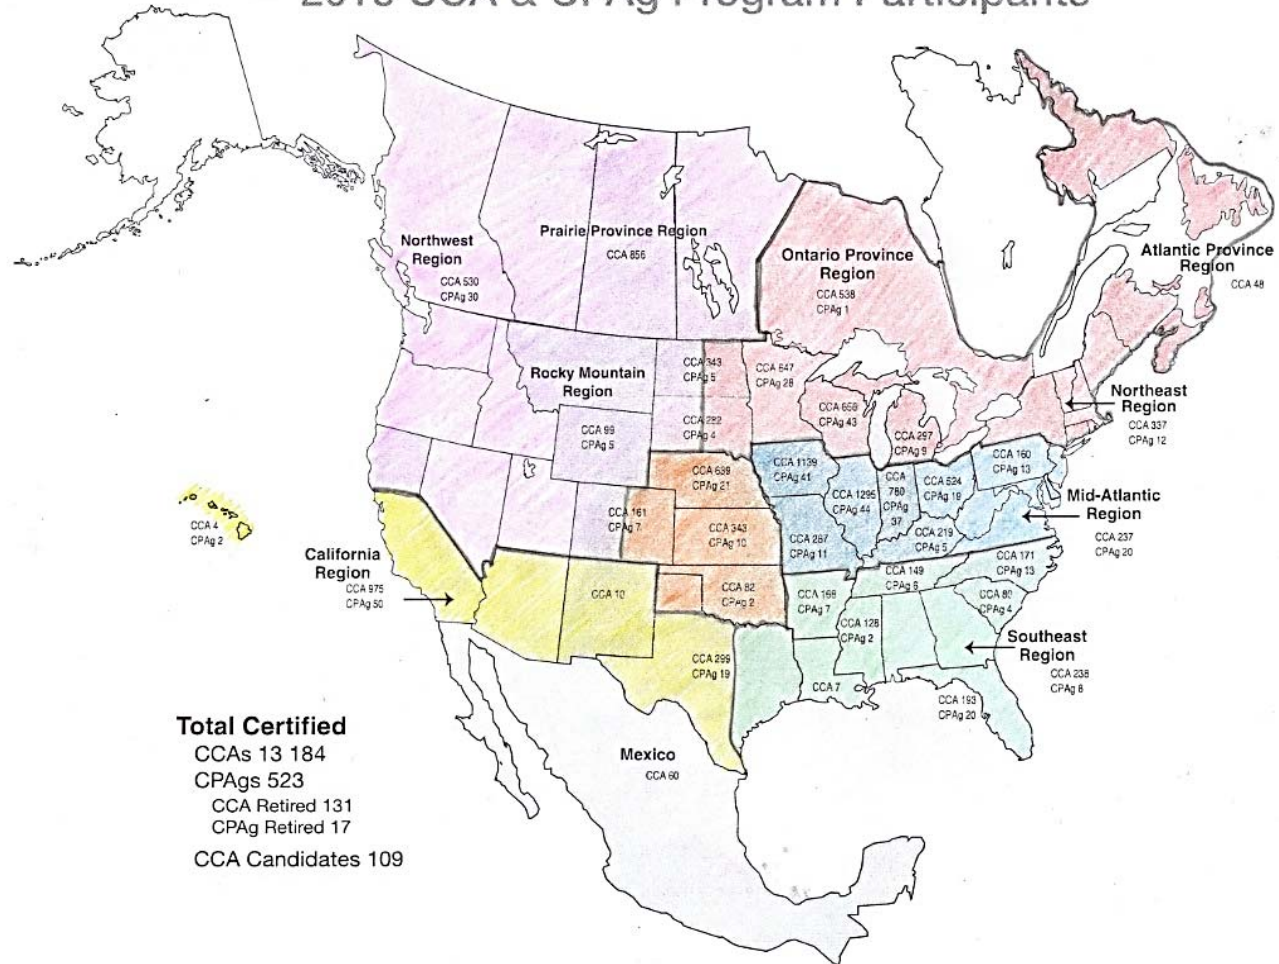 2018 CCA & CPAg Program Participants
Northwest
Region
CCA 530
CPAg 30
Prairie Province Region
CCA 856
Ontario Province
Region
CCA 538
CPAg 1
Atlantic Province
Region
CCA 48
Rocky Mountain
Region
CCA 99
CPAg 5
CCA 343
CPAg 5
CCA 282
CPAg 4
CCA 647
CPAg 28
CCA 659
CPAg 43
CCA 297
CPAg 9
Northeast
Region
CCA 337
CPAg 12
CCA 639
CPAg 21
CCA 161
CPAg 7
CCA 343
CPAg 10
CCA 82
CPAg 2
CCA 1139
CPAg 41
CCA 1295
CPAg 44
CCA
780
CPAg
37
CCA 524
CPAg 19
CCA 160
CPAg 13
Mid-Atlantic
Region
CCA 237
CPAg 20
CCA 287
CPAg 11
CCA 219
CPAg 5
CCA 4
CPAg 2
California
Region
CCA 975
CPAg 50
CCA 10
CCA 299
CPAg 19
CCA 149
CPAg 6
CCA 171
CPAg 13
CCA 80
CPAg 4
CCA 168
CPAg 7
CCA 128
CPAg 2
CCA 7
Southeast
Region
CCA 238
CPAg 8
CCA 193
CPAg 20
Mexico
CCA 60
Total Certified
CCAs 13 184
CPAgs 523
CCA Retired 131
CPAg Retired 17
CCA Candidates 109